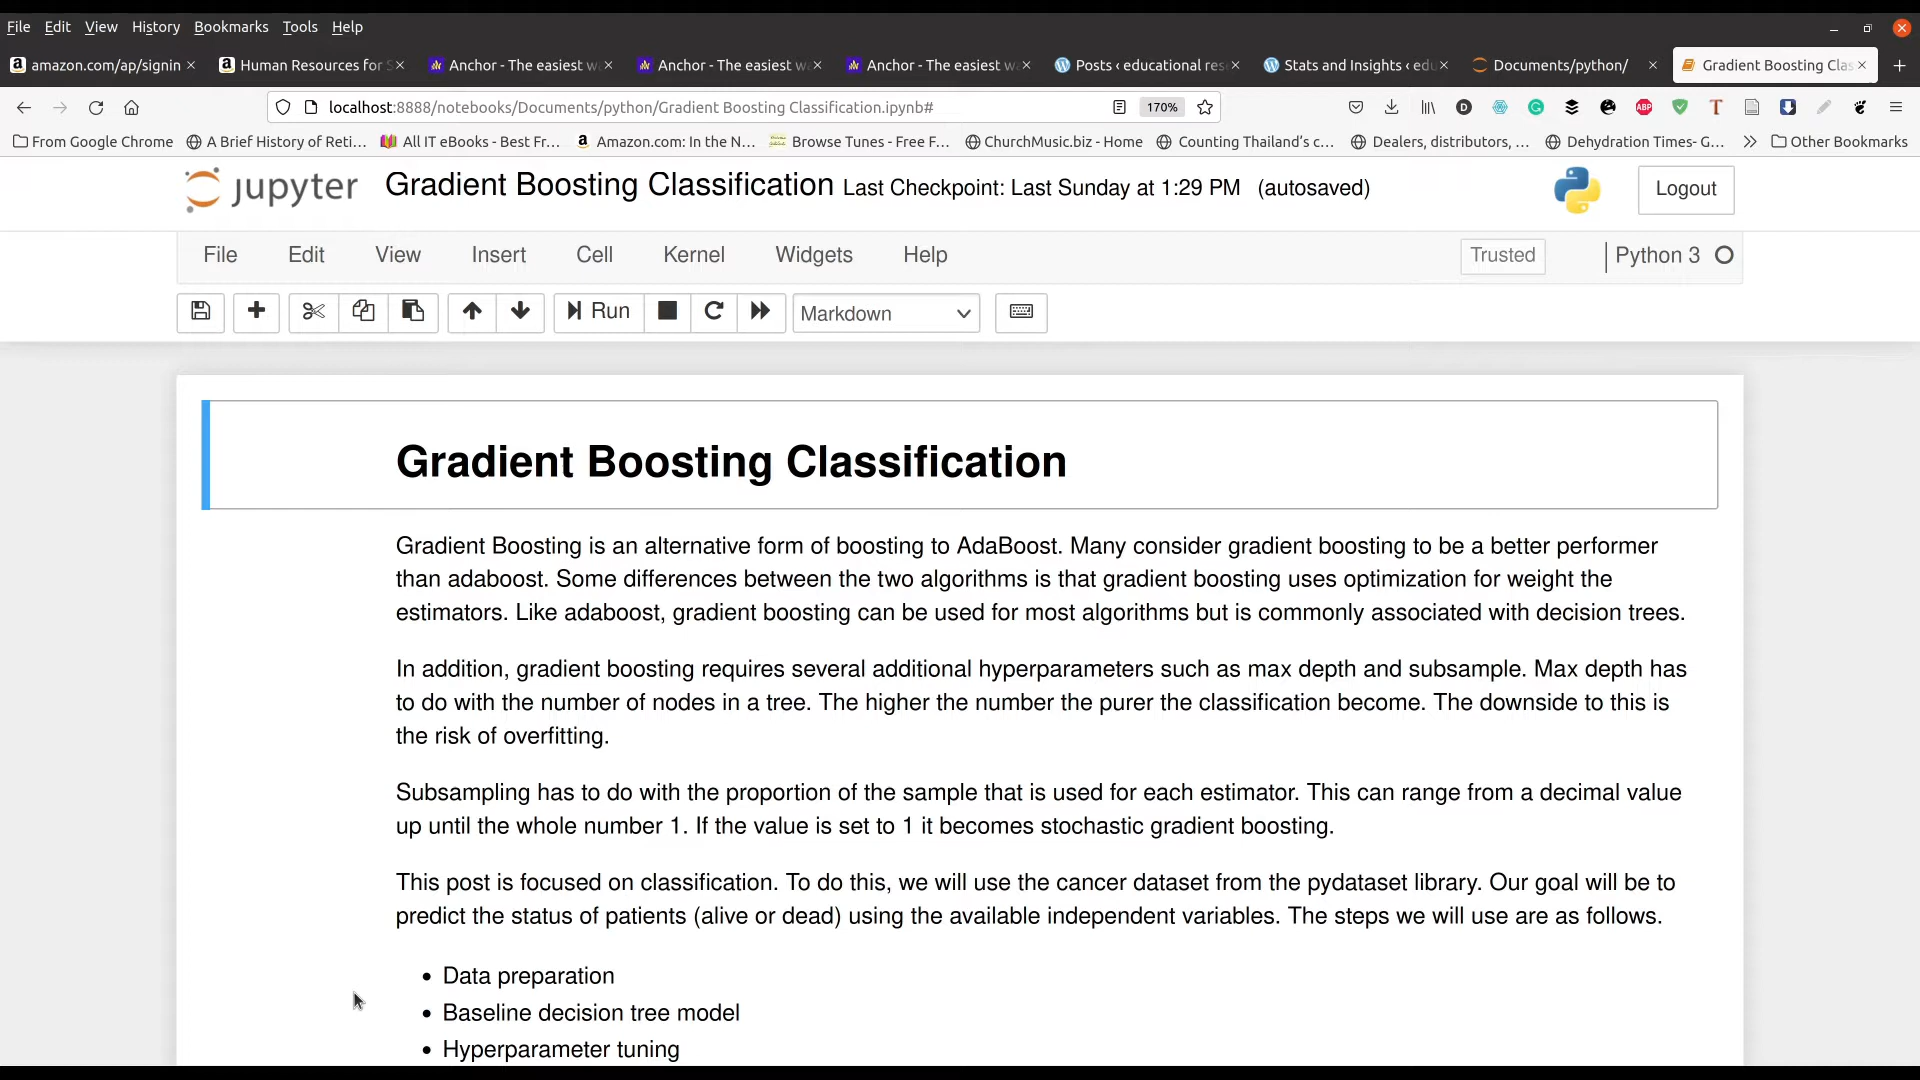 File Edit View History Bookmarks Tools Help
amazon.com/ap/signin Human Resources for S Anchor - The easiest wa Anchor - The easiest wa Anchor - The easiest wa Posts ‹ educational res Stats and Insights ‹ edu Documents/python/ Gradient Boosting Clas
localhost:8888/notebooks/Documents/python/Gradient Boosting Classification.ipynb# 170%
From Google Chrome A Brief History of Reti... All IT eBooks - Best Fr... Amazon.com: In the N... Browse Tunes - Free F... ChurchMusic.biz - Home Counting Thailand's c... Dealers, distributors, ... Dehydration Times- G... Other Bookmarks
jupyter Gradient Boosting Classification Last Checkpoint: Last Sunday at 1:29 PM (autosaved) Logout
File Edit View Insert Cell Kernel Widgets Help Trusted Python 3
Run Markdown
Gradient Boosting Classification
Gradient Boosting is an alternative form of boosting to AdaBoost. Many consider gradient boosting to be a better performer
than adaboost. Some differences between the two algorithms is that gradient boosting uses optimization for weight the
estimators. Like adaboost, gradient boosting can be used for most algorithms but is commonly associated with decision trees.
In addition, gradient boosting requires several additional hyperparameters such as max depth and subsample. Max depth has
to do with the number of nodes in a tree. The higher the number the purer the classification become. The downside to this is
the risk of overfitting.
Subsampling has to do with the proportion of the sample that is used for each estimator. This can range from a decimal value
up until the whole number 1. If the value is set to 1 it becomes stochastic gradient boosting.
This post is focused on classification. To do this, we will use the cancer dataset from the pydataset library. Our goal will be to
predict the status of patients (alive or dead) using the available independent variables. The steps we will use are as follows.
• Data preparation
• Baseline decision tree model
• Hyperparameter tuning